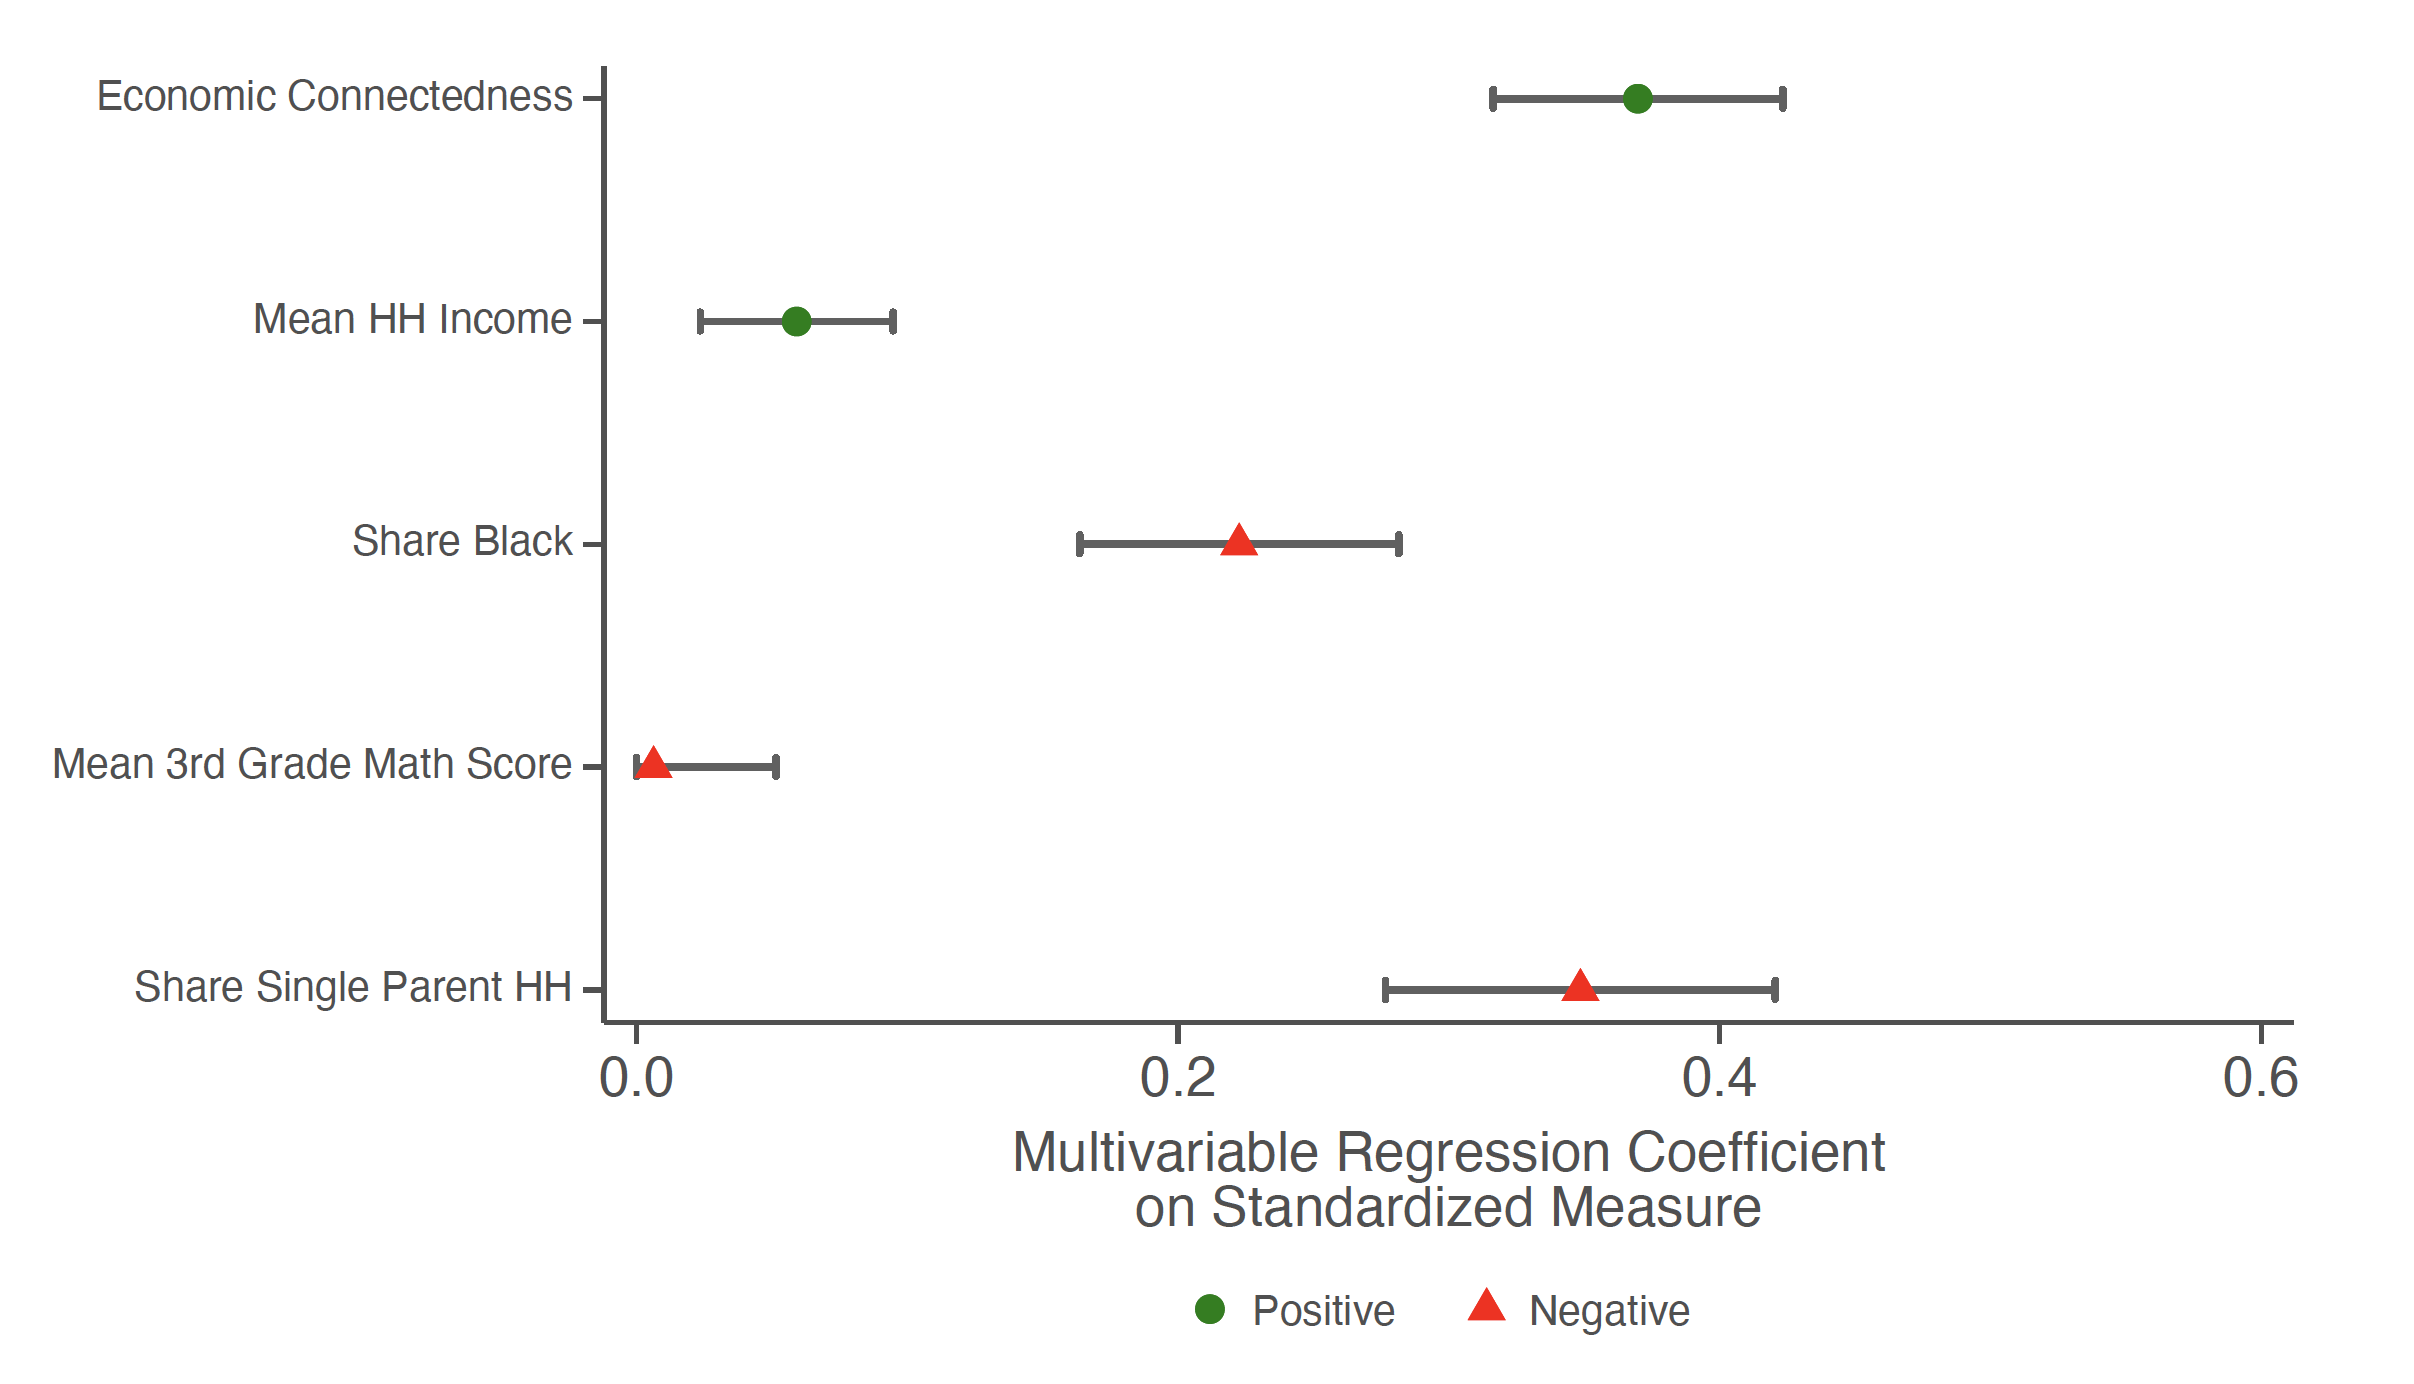 Economic Connectedness
Mean HH Income
Share Black
Mean 3rd Grade Math Score
Share Single Parent HH
0.0 0.2 0.4 0.6
Multivariable Regression Coefficient
on Standardized Measure
Positive Negative